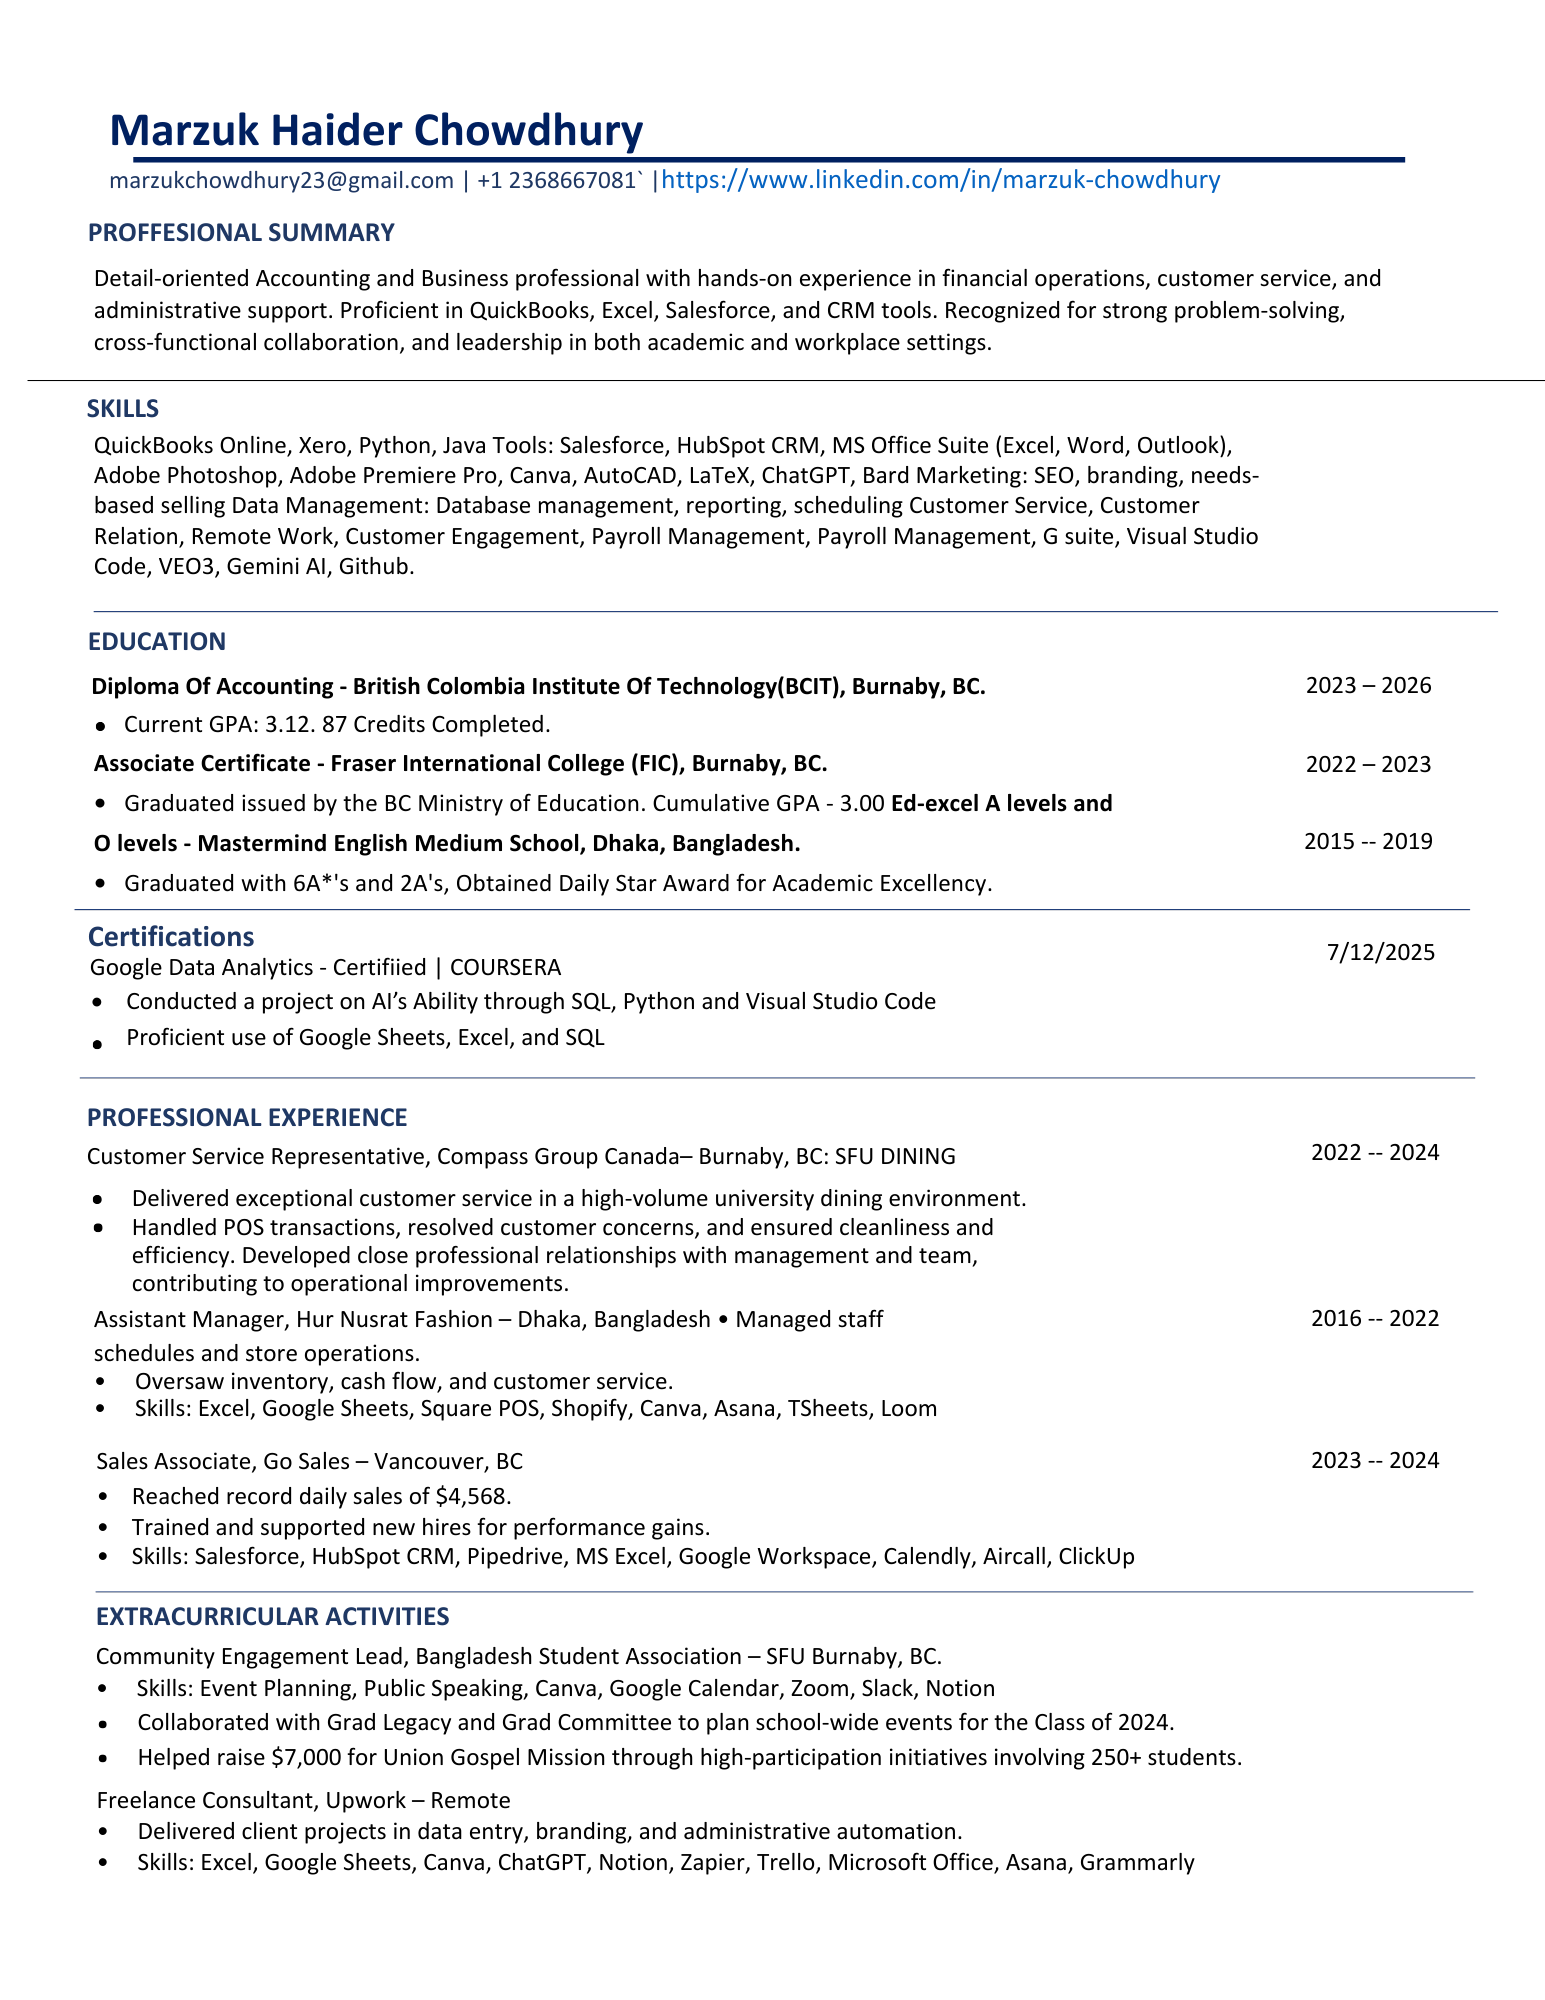 Marzuk Haider Chowdhury
marzukchowdhury23@gmail.com | +1 2368667081` |https://www.linkedin.com/in/marzuk-chowdhury
PROFFESIONAL SUMMARY
Detail-oriented Accounting and Business professional with hands-on experience in financial operations, customer service, and
administrative support. Proficient in QuickBooks, Excel, Salesforce, and CRM tools. Recognized for strong problem-solving,
cross-functional collaboration, and leadership in both academic and workplace settings.
SKILLS
QuickBooks Online, Xero, Python, Java Tools: Salesforce, HubSpot CRM, MS Office Suite (Excel, Word, Outlook),
Adobe Photoshop, Adobe Premiere Pro, Canva, AutoCAD, LaTeX, ChatGPT, Bard Marketing: SEO, branding, needs-
based selling Data Management: Database management, reporting, scheduling Customer Service, Customer
Relation, Remote Work, Customer Engagement, Payroll Management, Payroll Management, G suite, Visual Studio
Code, VEO3, Gemini AI, Github.
EDUCATION
Diploma Of Accounting - British Colombia Institute Of Technology(BCIT), Burnaby, BC. 2023 – 2026
• Current GPA: 3.12. 87 Credits Completed.
Associate Certificate - Fraser International College (FIC), Burnaby, BC. 2022 – 2023
• Graduated issued by the BC Ministry of Education. Cumulative GPA - 3.00 Ed-excel A levels and
O levels - Mastermind English Medium School, Dhaka, Bangladesh. 2015 -- 2019
• Graduated with 6A*'s and 2A's, Obtained Daily Star Award for Academic Excellency.
Certifications
7/12/2025
Google Data Analytics - Certifiied | COURSERA
• Conducted a project on AI’s Ability through SQL, Python and Visual Studio Code
• Proficient use of Google Sheets, Excel, and SQL
PROFESSIONAL EXPERIENCE
Customer Service Representative, Compass Group Canada– Burnaby, BC: SFU DINING 2022 -- 2024
• Delivered exceptional customer service in a high-volume university dining environment.
• Handled POS transactions, resolved customer concerns, and ensured cleanliness and
efficiency. Developed close professional relationships with management and team,
contributing to operational improvements.
Assistant Manager, Hur Nusrat Fashion – Dhaka, Bangladesh • Managed staff 2016 -- 2022
schedules and store operations.
• Oversaw inventory, cash flow, and customer service.
• Skills: Excel, Google Sheets, Square POS, Shopify, Canva, Asana, TSheets, Loom
Sales Associate, Go Sales – Vancouver, BC 2023 -- 2024
• Reached record daily sales of $4,568.
• Trained and supported new hires for performance gains.
• Skills: Salesforce, HubSpot CRM, Pipedrive, MS Excel, Google Workspace, Calendly, Aircall, ClickUp
EXTRACURRICULAR ACTIVITIES
Community Engagement Lead, Bangladesh Student Association – SFU Burnaby, BC.
• Skills: Event Planning, Public Speaking, Canva, Google Calendar, Zoom, Slack, Notion
• Collaborated with Grad Legacy and Grad Committee to plan school-wide events for the Class of 2024.
• Helped raise $7,000 for Union Gospel Mission through high-participation initiatives involving 250+ students.
Freelance Consultant, Upwork – Remote
• Delivered client projects in data entry, branding, and administrative automation.
• Skills: Excel, Google Sheets, Canva, ChatGPT, Notion, Zapier, Trello, Microsoft Office, Asana, Grammarly